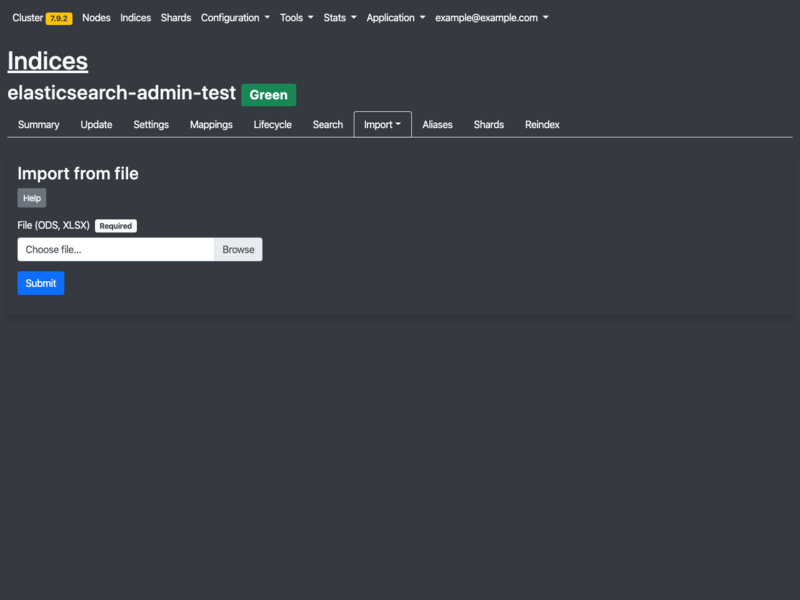 Cluster 7.9.2 Nodes Indices Shards Configuration Tools Stats Application example@example.com
Indices
elasticsearch-admin-test Green
Summary Update Settings Mappings Lifecycle Search Import Aliases Shards Reindex
Import from file
Help
File (ODS, XLSX) Required
Choose file... Browse
Submit